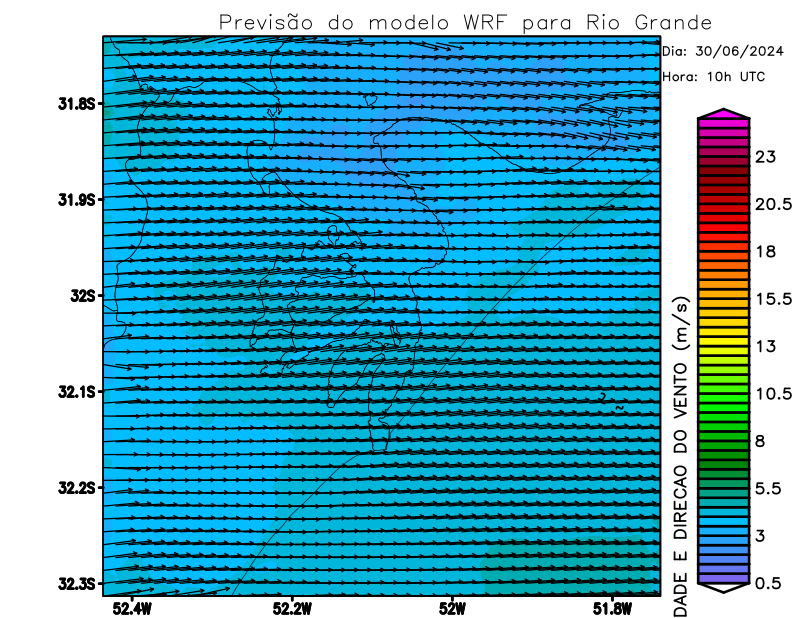 Previsão do modelo WRF para Rio Grande
Dia: 30/06/2024
Hora: 10h UTC
31.8S
31.9S
32S
32.1S
32.2S
32.3S
52.4W
52.2W
52W
51.8W
23
20.5
18
15.5
13
10.5
8
5.5
3
0.5
DADE E DIRECAO DO VENTO (m/s)